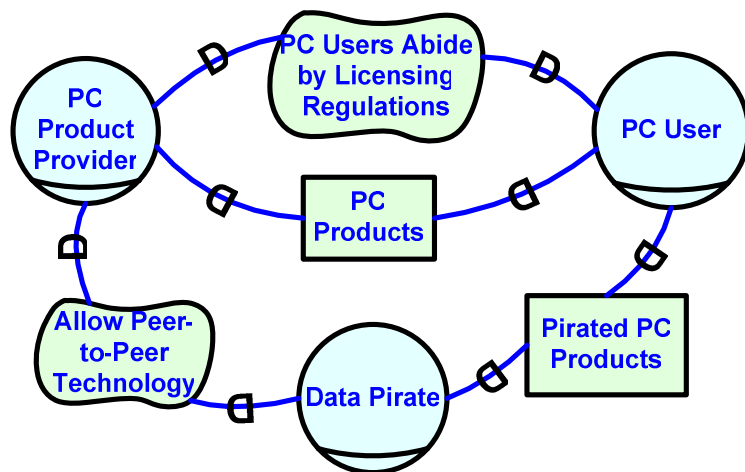 PC Users Abide
by Licensing
Regulations
PC
Product
Provider
PC User
D
D
D
D
PC
Products
D
D
Allow Peer-
to-Peer
Technology
Pirated PC
Products
Data Pirate
D
D